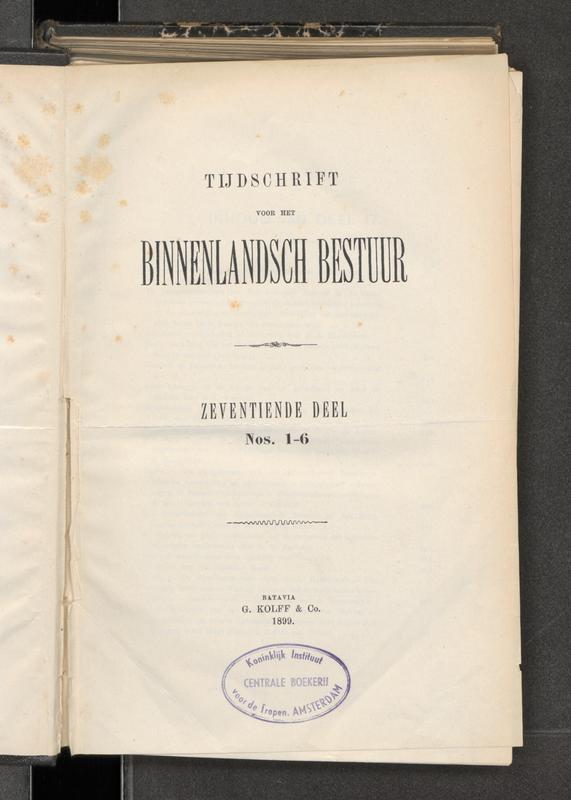 TIJDSCHRIFT
VOOR HET
BINNENLANDSCH BESTUUR
ZEVENTIENDE DEEL
Nos. 1-6
BATAVIA
G. KOLFF & Co.
1899.
Koninklijk Instituut
CENTRALE BOEKERIJ
voor de Tropen. AMSTERDAM